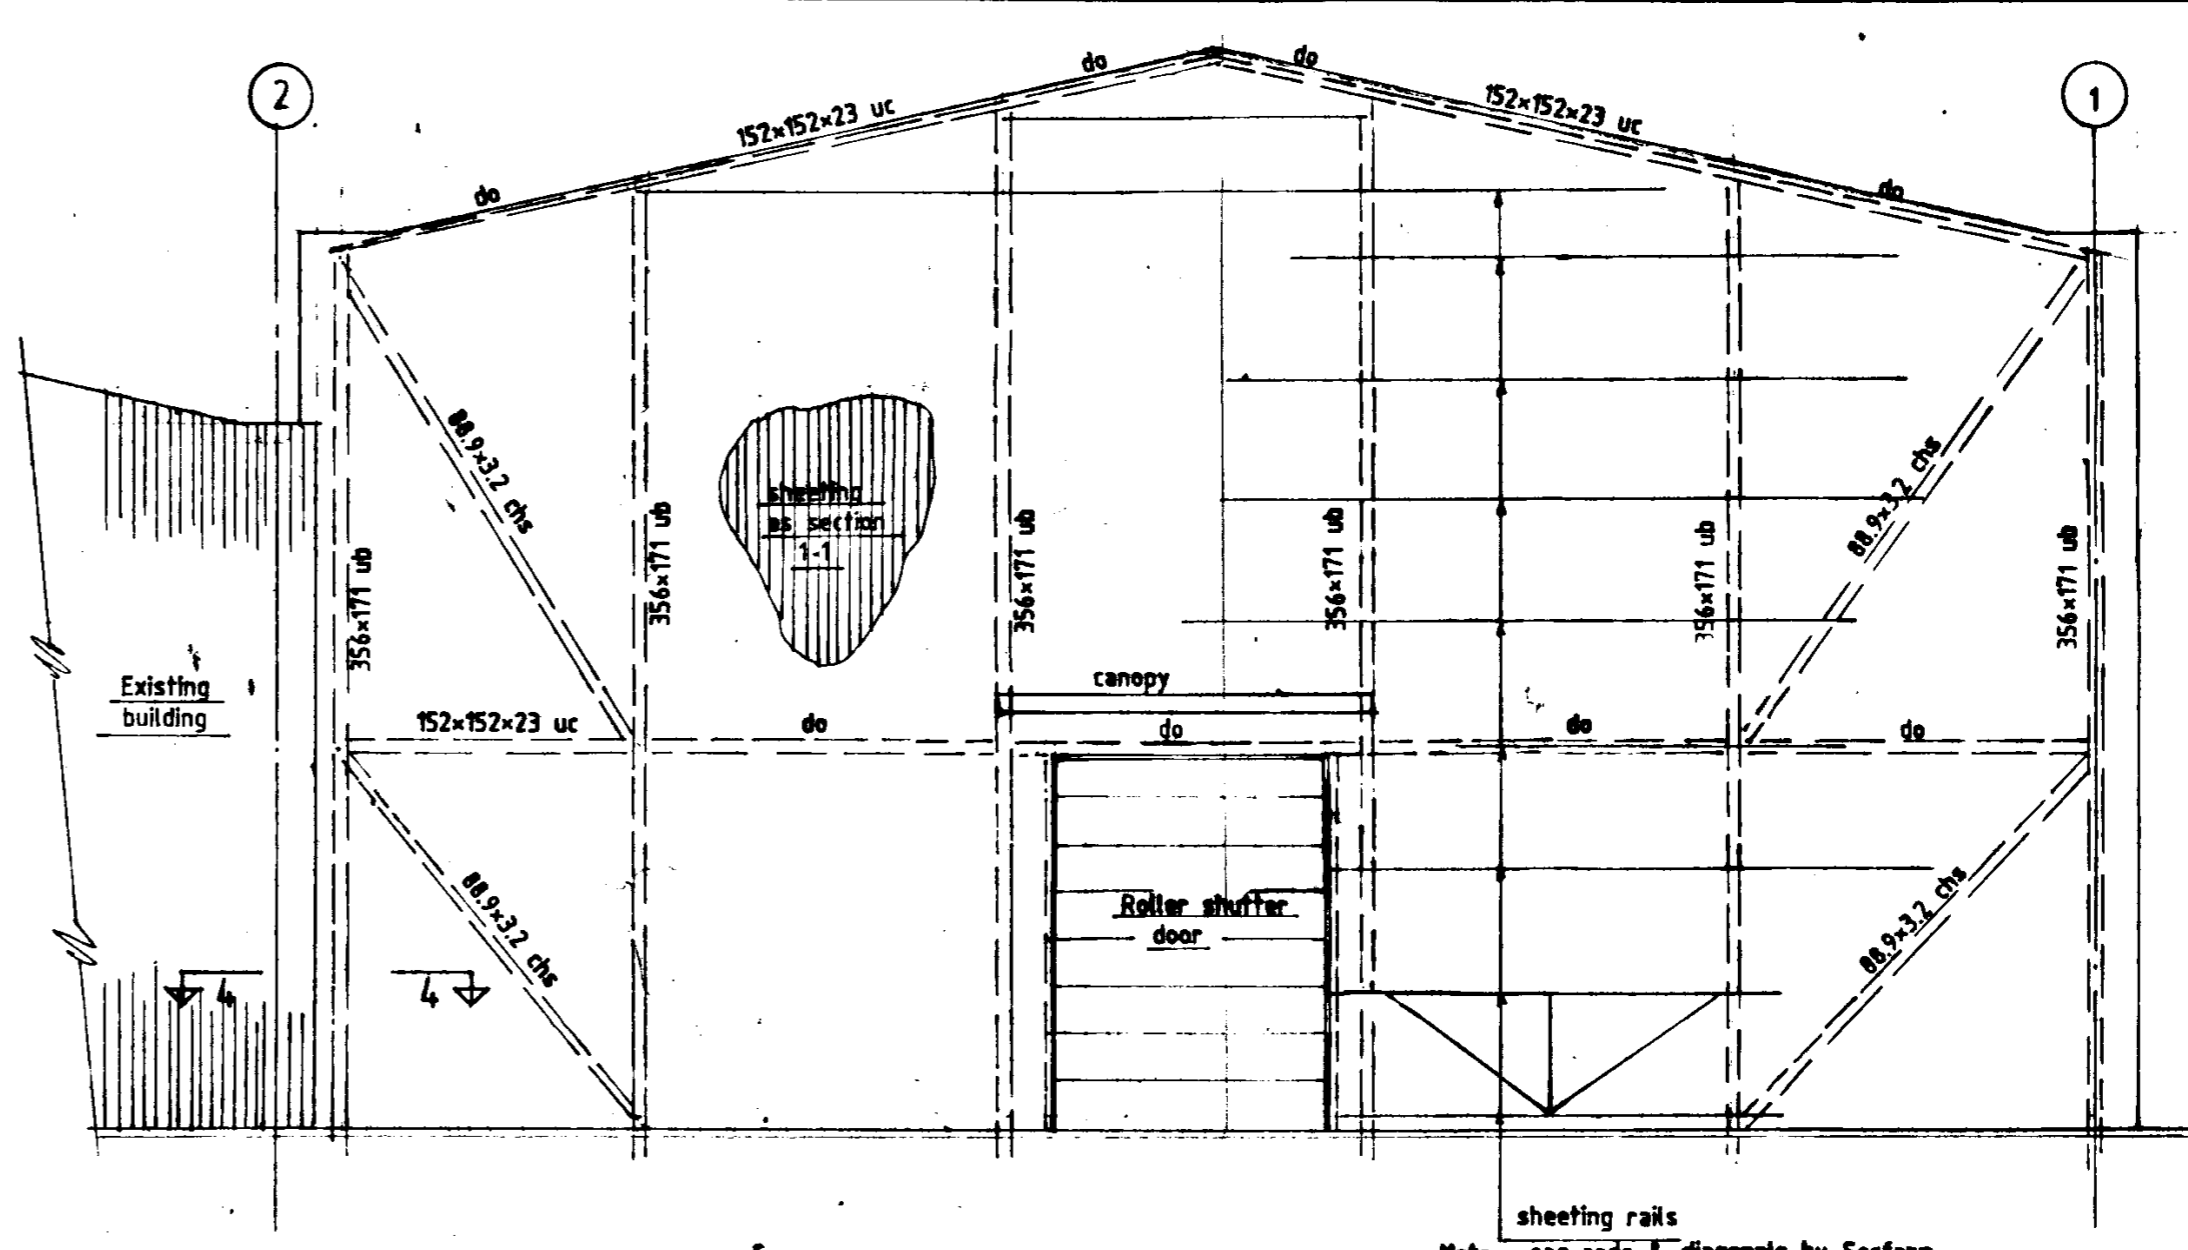 do
do
2
1
152×152×23 uc
152×152×23 uc
do
do
88.9×3.2 chs
88.9×3.2 chs
sheeting
as section
1-1
356×171 ub
356×171 ub
356×171 ub
356×171 ub
356×171 ub
356×171 ub
Existing
building
canopy
152×152×23 uc
do
do
do
do
88.9×3.2 chs
88.9×3.2 chs
Roller shutter
door
4
4
sheeting rails